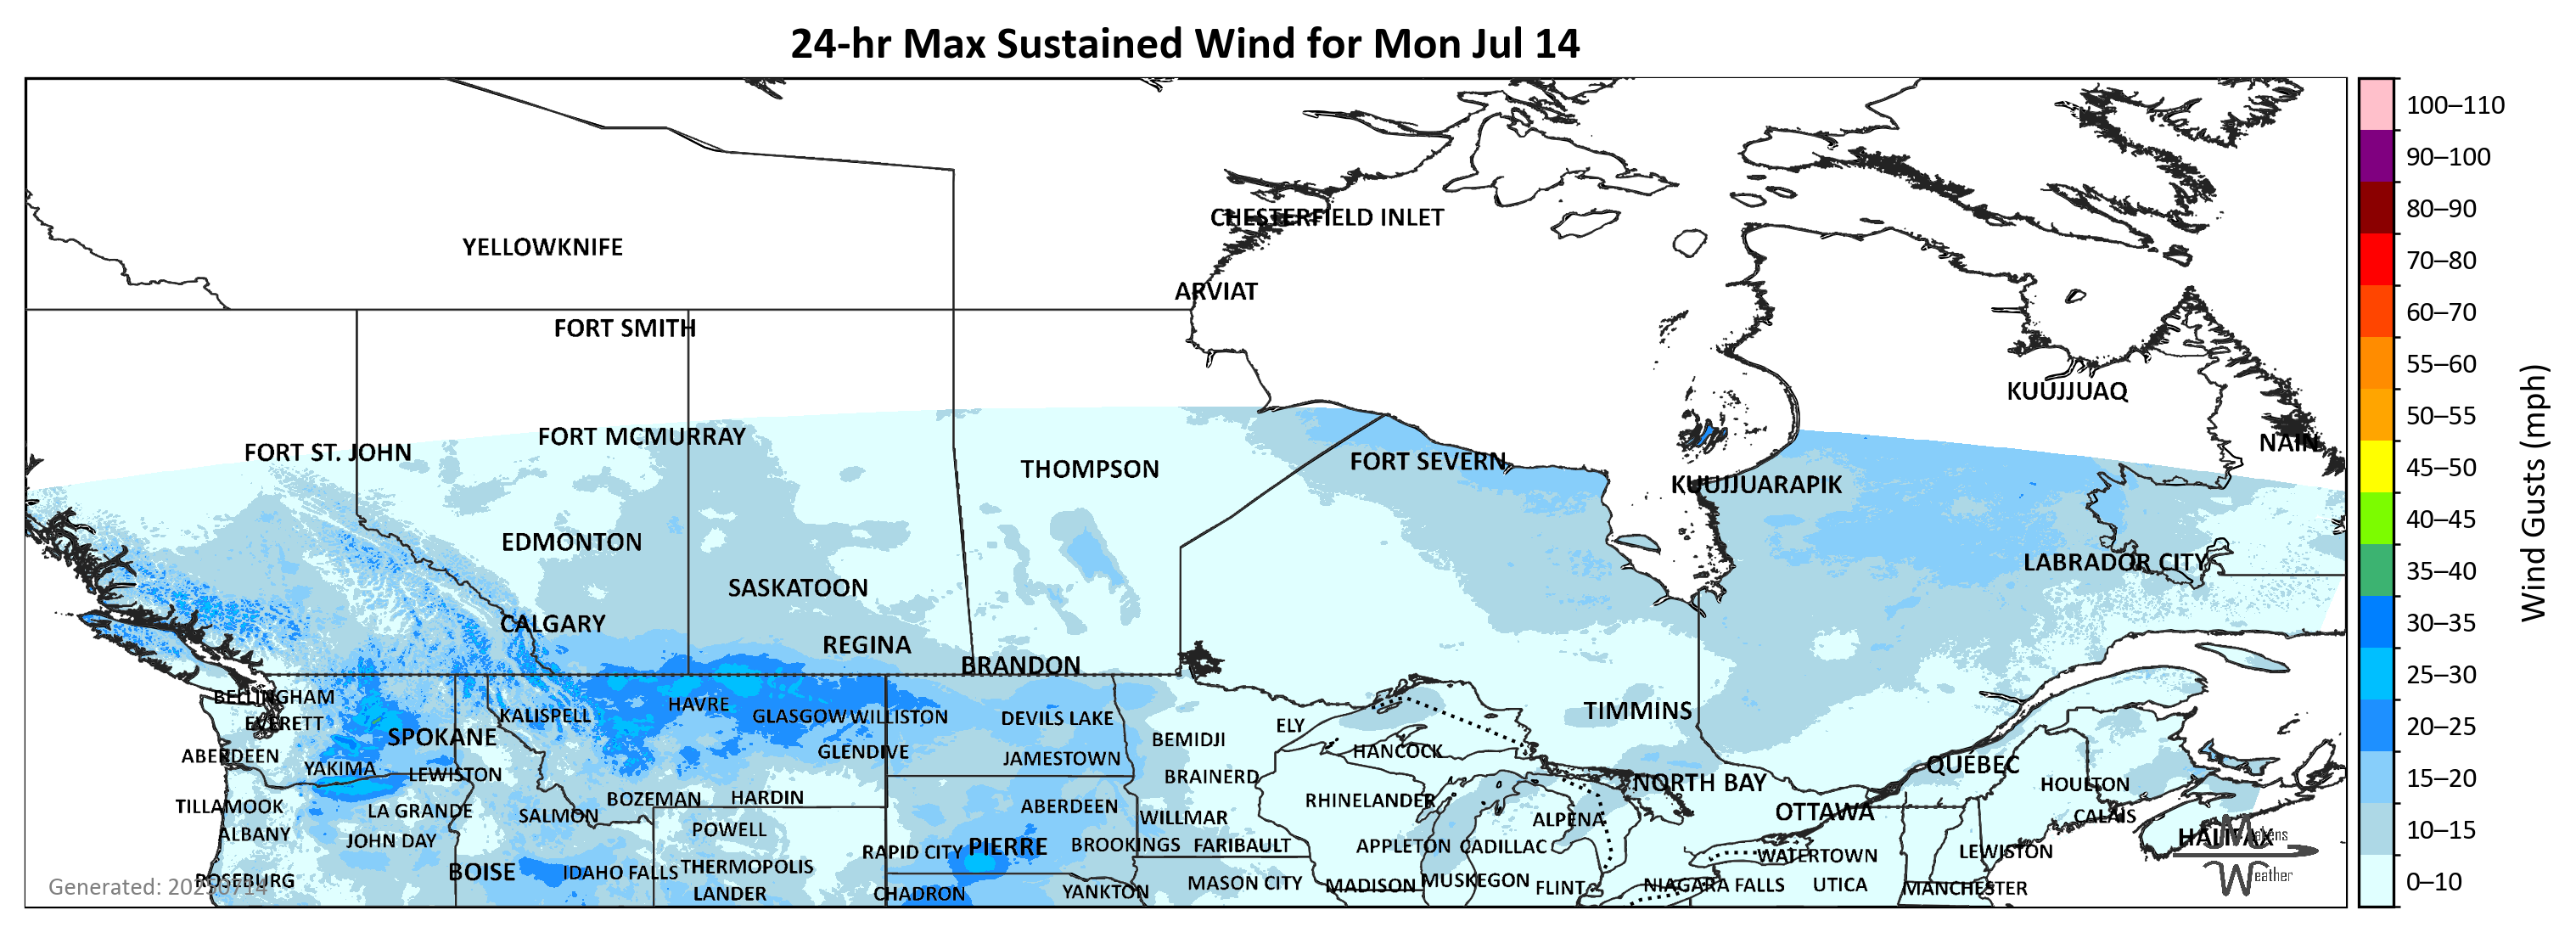 24-hr Max Sustained Wind for Mon Jul 14
100–110
90–100
80–90
70–80
60–70
55–60
50–55
45–50
40–45
35–40
30–35
25–30
20–25
15–20
10–15
0–10
Wind Gusts (mph)
CHESTERFIELD INLET
YELLOWKNIFE
ARVIAT
FORT SMITH
KUUJJUAQ
FORT MCMURRAY
NAIN
FORT ST. JOHN
FORT SEVERN
THOMPSON
KUUJJUARAPIK
EDMONTON
LABRADOR CITY
SASKATOON
CALGARY
REGINA
BRANDON
BELLINGHAM
HAVRE
TIMMINS
KALISPELL
GLASGOW
WILLISTON
DEVILS LAKE
EVERETT
ELY
SPOKANE
BEMIDJI
HANCOCK
GLENDIVE
ABERDEEN
JAMESTOWN
QUÉBEC
YAKIMA
LEWISTON
BRAINERD
NORTH BAY
HOULTON
BOZEMAN
HARDIN
RHINELANDER
TILLAMOOK
LA GRANDE
ABERDEEN
OTTAWA
SALMON
WILLMAR
CALAIS
ALPENA
POWELL
ALBANY
HALIFAX
Makens
JOHN DAY
PIERRE
BROOKINGS
FARIBAULT
APPLETON
CADILLAC
RAPID CITY
LEWISTON
WATERTOWN
THERMOPOLIS
BOISE
IDAHO FALLS
Weather
ROSEBURG
MUSKEGON
MASON CITY
MADISON
NIAGARA FALLS
UTICA
Generated: 20250714
FLINT
MANCHESTER
YANKTON
LANDER
CHADRON